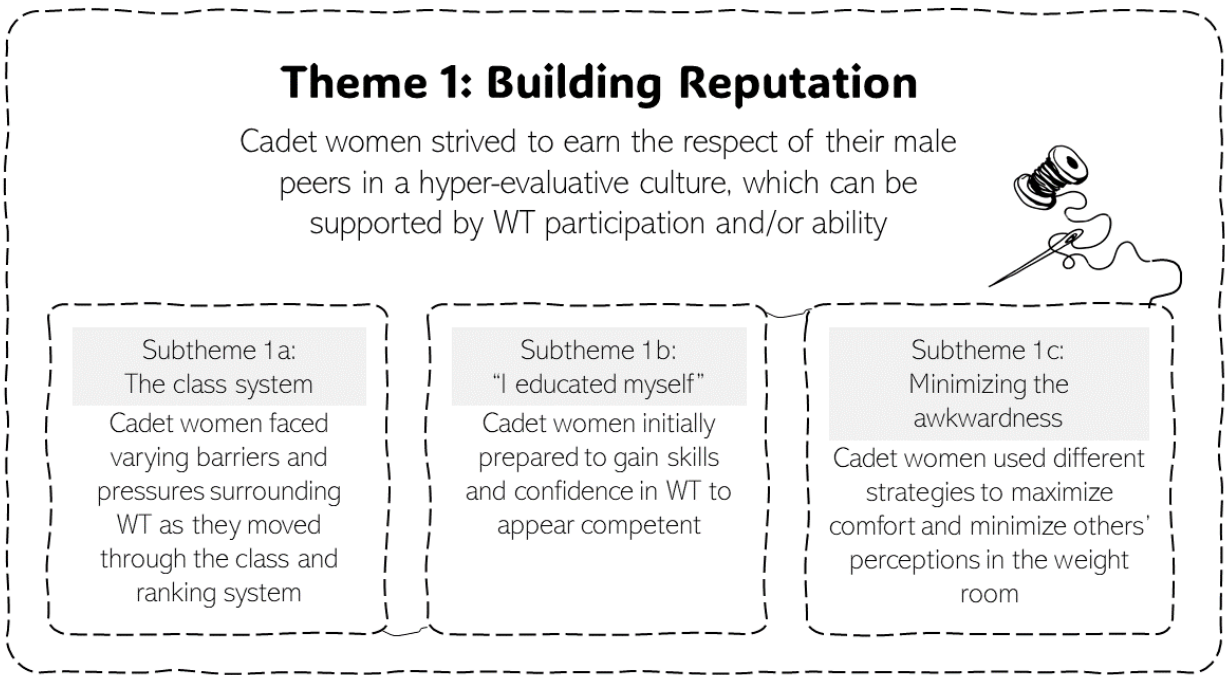 Theme 1: Building Reputation
Cadet women strived to earn the respect of their male
peers in a hyper-evaluative culture, which can be
supported by WT participation and/or ability
Subtheme 1a:
The class system
Cadet women faced
varying barriers and
pressures surrounding
WT as they moved
through the class and
ranking system
Subtheme 1b:
“I educated myself”
Cadet women initially
prepared to gain skills
and confidence in WT to
appear competent
Subtheme 1c:
Minimizing the
awkwardness
Cadet women used different
strategies to maximize
comfort and minimize others’
perceptions in the weight
room